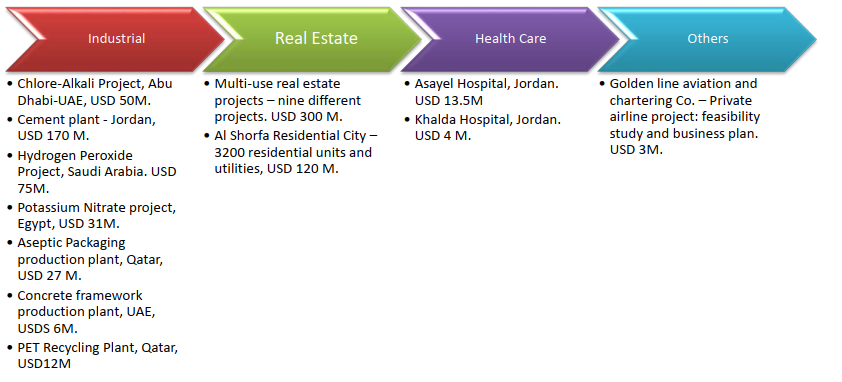 Industrial
• Chlore-Alkali Project, Abu
Dhabi-UAE, USD 50M.
• Cement plant - Jordan,
USD 170 M.
• Hydrogen Peroxide
Project, Saudi Arabia. USD
75M.
• Potassium Nitrate project,
Egypt, USD 31M.
• Aseptic Packaging
production plant, Qatar,
USD 27 M.
• Concrete framework
production plant, UAE,
USDS 6M.
• PET Recycling Plant, Qatar,
USD12M
Real Estate
• Multi-use real estate
projects – nine different
projects. USD 300 M.
• Al Shorfa Residential City –
3200 residential units and
utilities, USD 120 M.
Health Care
• Asayel Hospital, Jordan.
USD 13.5M
• Khalda Hospital, Jordan.
USD 4 M.
Others
• Golden line aviation and
chartering Co. – Private
airline project: feasibility
study and business plan.
USD 3M.